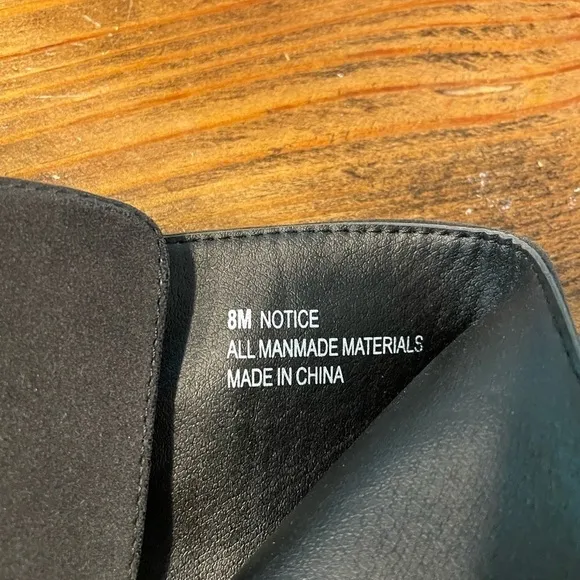 8M NOTICE
ALL MANMADE MATERIALS
MADE IN CHINA